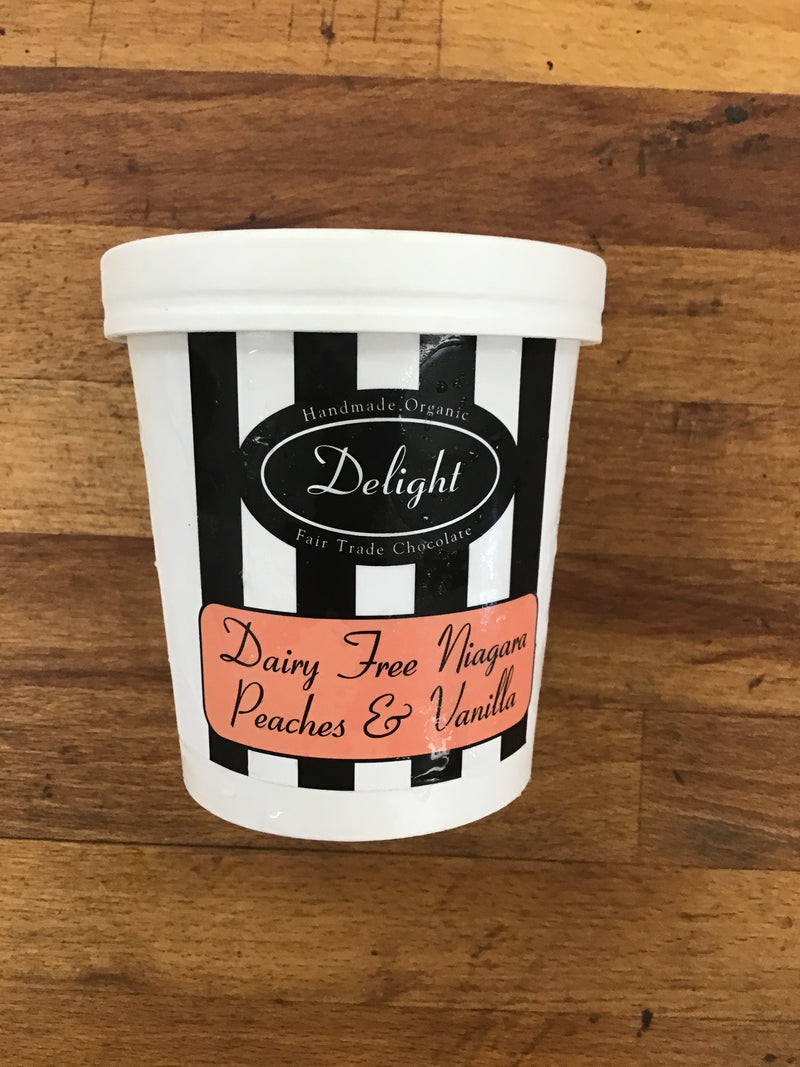 Handmade Organic
Delight
Fair Trade Chocolate
Dairy Free Niagara
Peaches & Vanilla